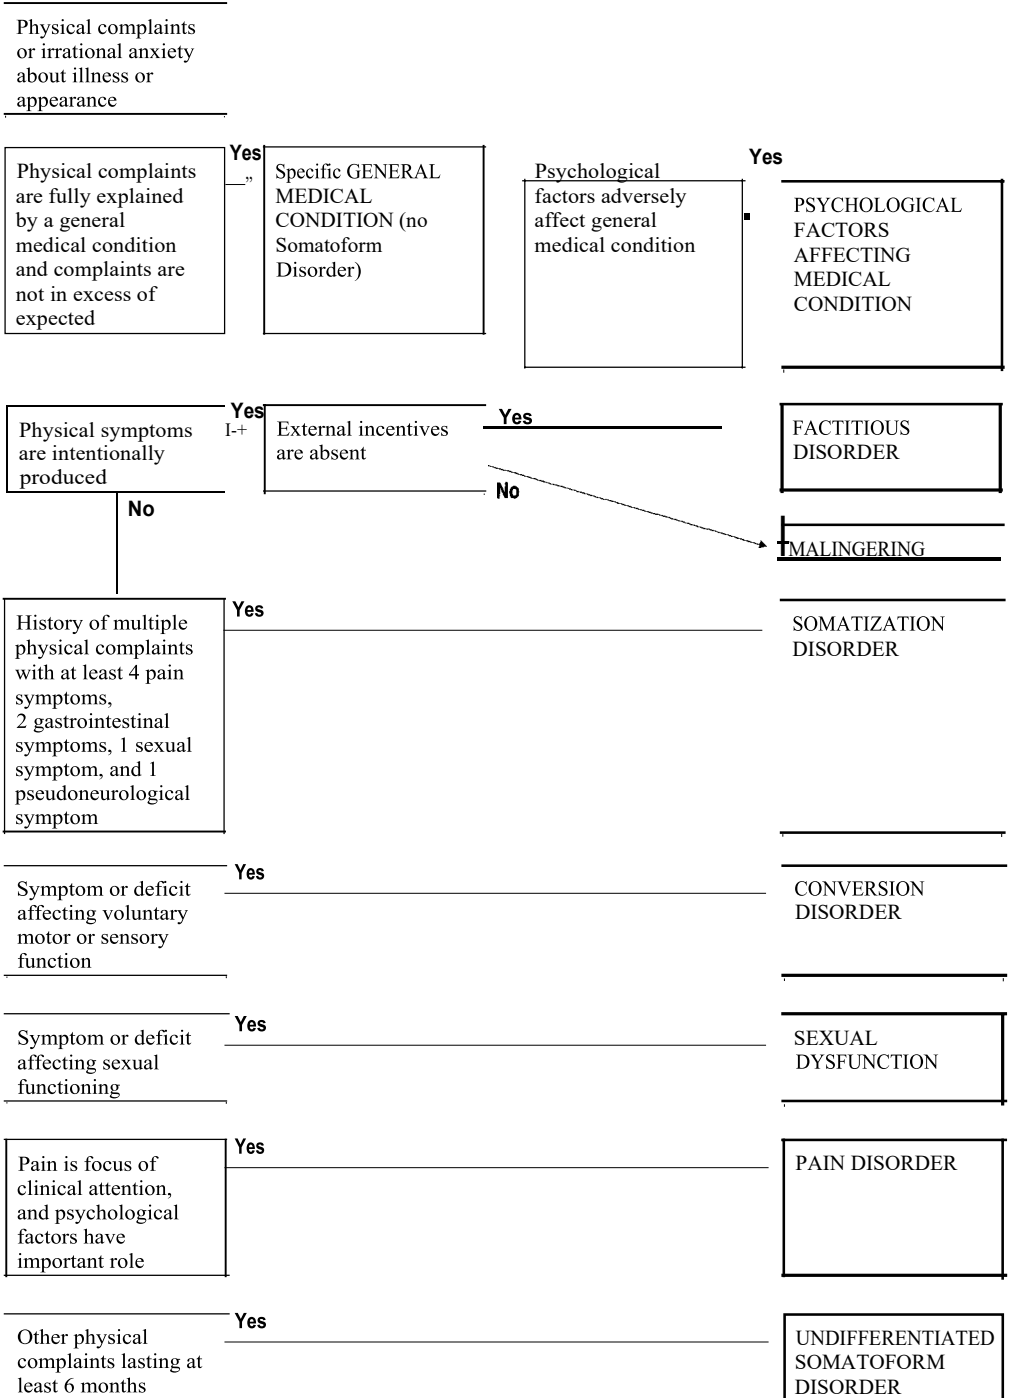 Physical complaints
or irrational anxiety
about illness or
appearance
Physical complaints
are fully explained
by a general
medical condition
and complaints are
not in excess of
expected
Yes
—”
Specific GENERAL
MEDICAL
CONDITION (no
Somatoform
Disorder)
Psychological
factors adversely
affect general
medical condition
Yes
PSYCHOLOGICAL
FACTORS
AFFECTING
MEDICAL
CONDITION
Physical symptoms
are intentionally
produced
Yes
I-+
External incentives
are absent
Yes
FACTITIOUS
DISORDER
No
No
MALINGERING
History of multiple
physical complaints
with at least 4 pain
symptoms,
2 gastrointestinal
symptoms, 1 sexual
symptom, and 1
pseudoneurological
symptom
Yes
SOMATIZATION
DISORDER
Symptom or deficit
affecting voluntary
motor or sensory
function
Yes
CONVERSION
DISORDER
Symptom or deficit
affecting sexual
functioning
Yes
SEXUAL
DYSFUNCTION
Pain is focus of
clinical attention,
and psychological
factors have
important role
Yes
PAIN DISORDER
Other physical
complaints lasting at
least 6 months
Yes
UNDIFFERENTIATED
SOMATOFORM
DISORDER